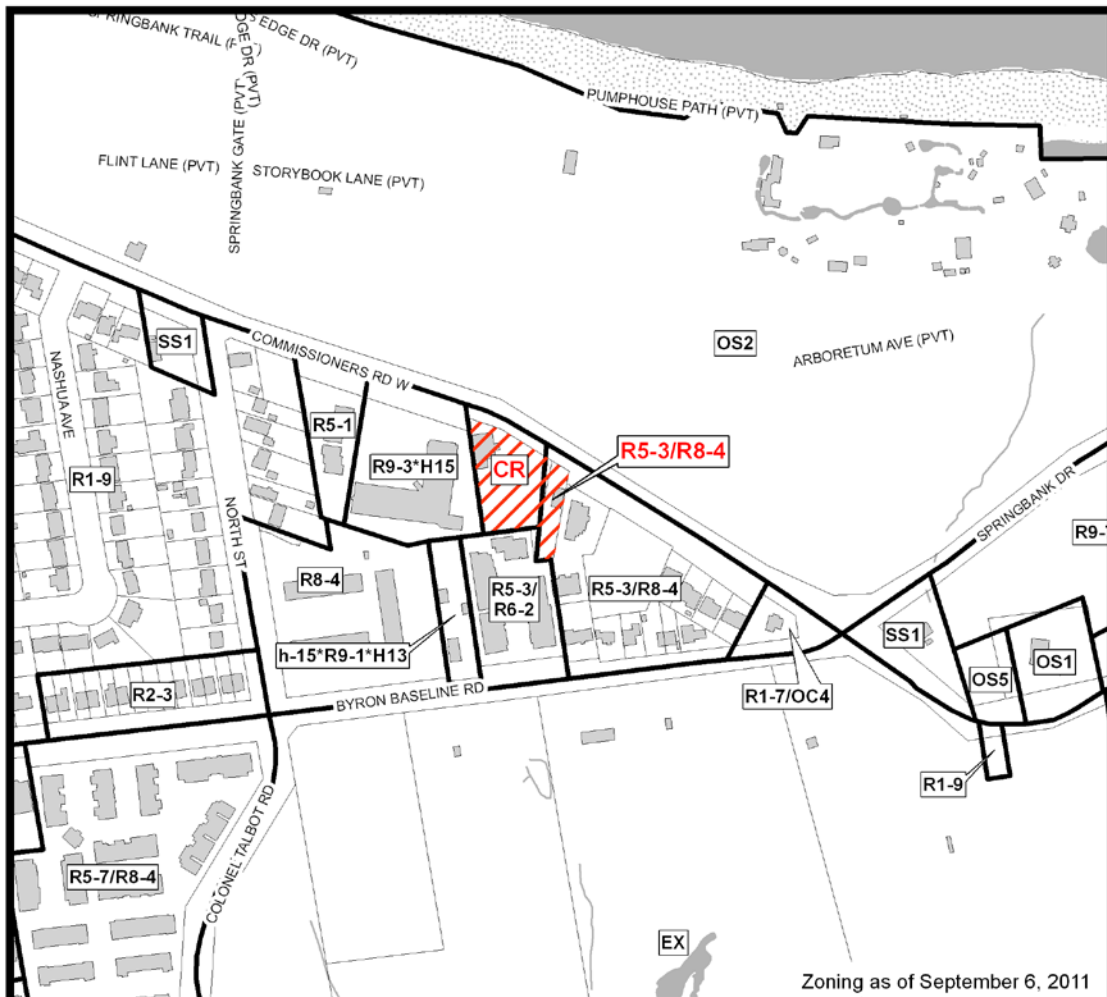 S EDGE DR (PVT)
EDGE DR (PVT)
PUMPHOUSE PATH (PVT)
FLINT LANE (PVT)
STORYBOOK LANE (PVT)
SPRINGBANK GATE (PVT)
SS1
COMMISSIONERS RD W
OS2
ARBORETUM AVE (PVT)
NASHUA AVE
R5-1
R9-3*H15
CR
R5-3/R8-4
R1-9
NORTH ST
SPRINGBANK DR
R8-4
R5-3/
R6-2
R5-3/R8-4
SS1
h-15*R9-1*H13
OS5
OS1
R2-3
BYRON BASELINE RD
R1-7/OC4
R1-9
COLONEL TALBOT RD
R5-7/R8-4
EX
Zoning as of September 6, 2011